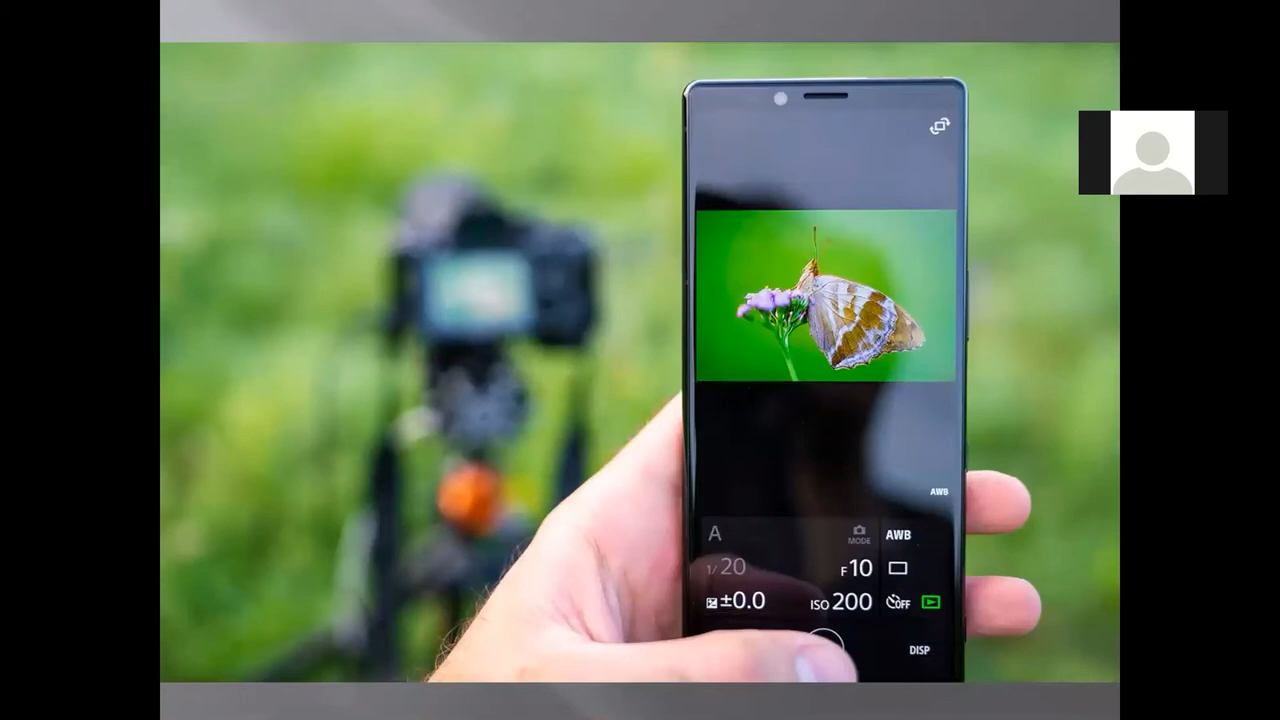 AWB
A MODE AWB
1/20 F10
±0.0 ISO 200 OFF
DISP